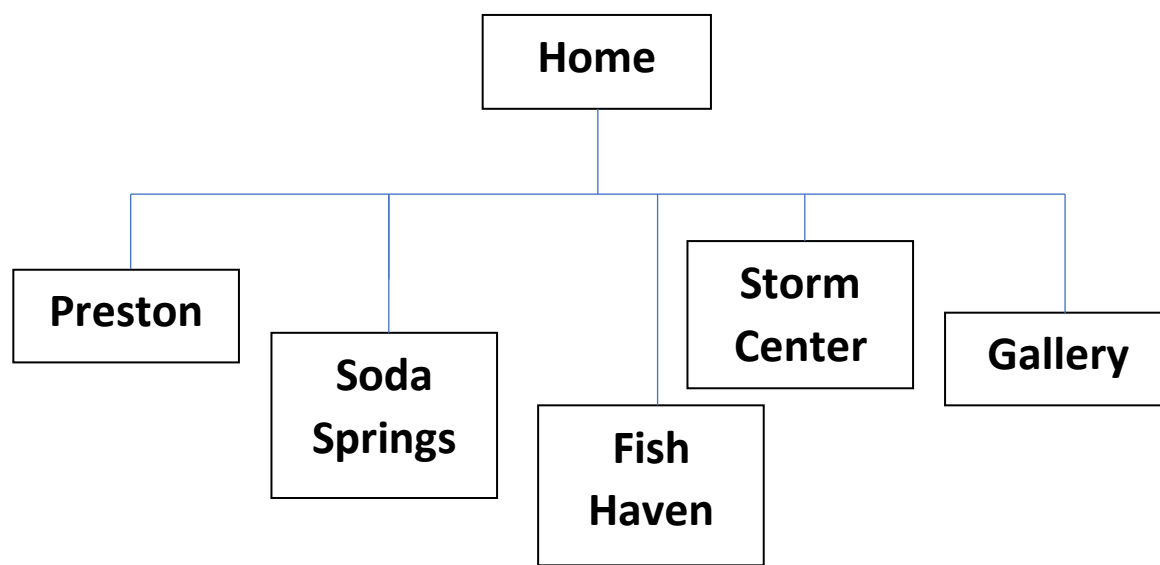 Home
Preston
Soda
Springs
Fish
Haven
Storm
Center
Gallery